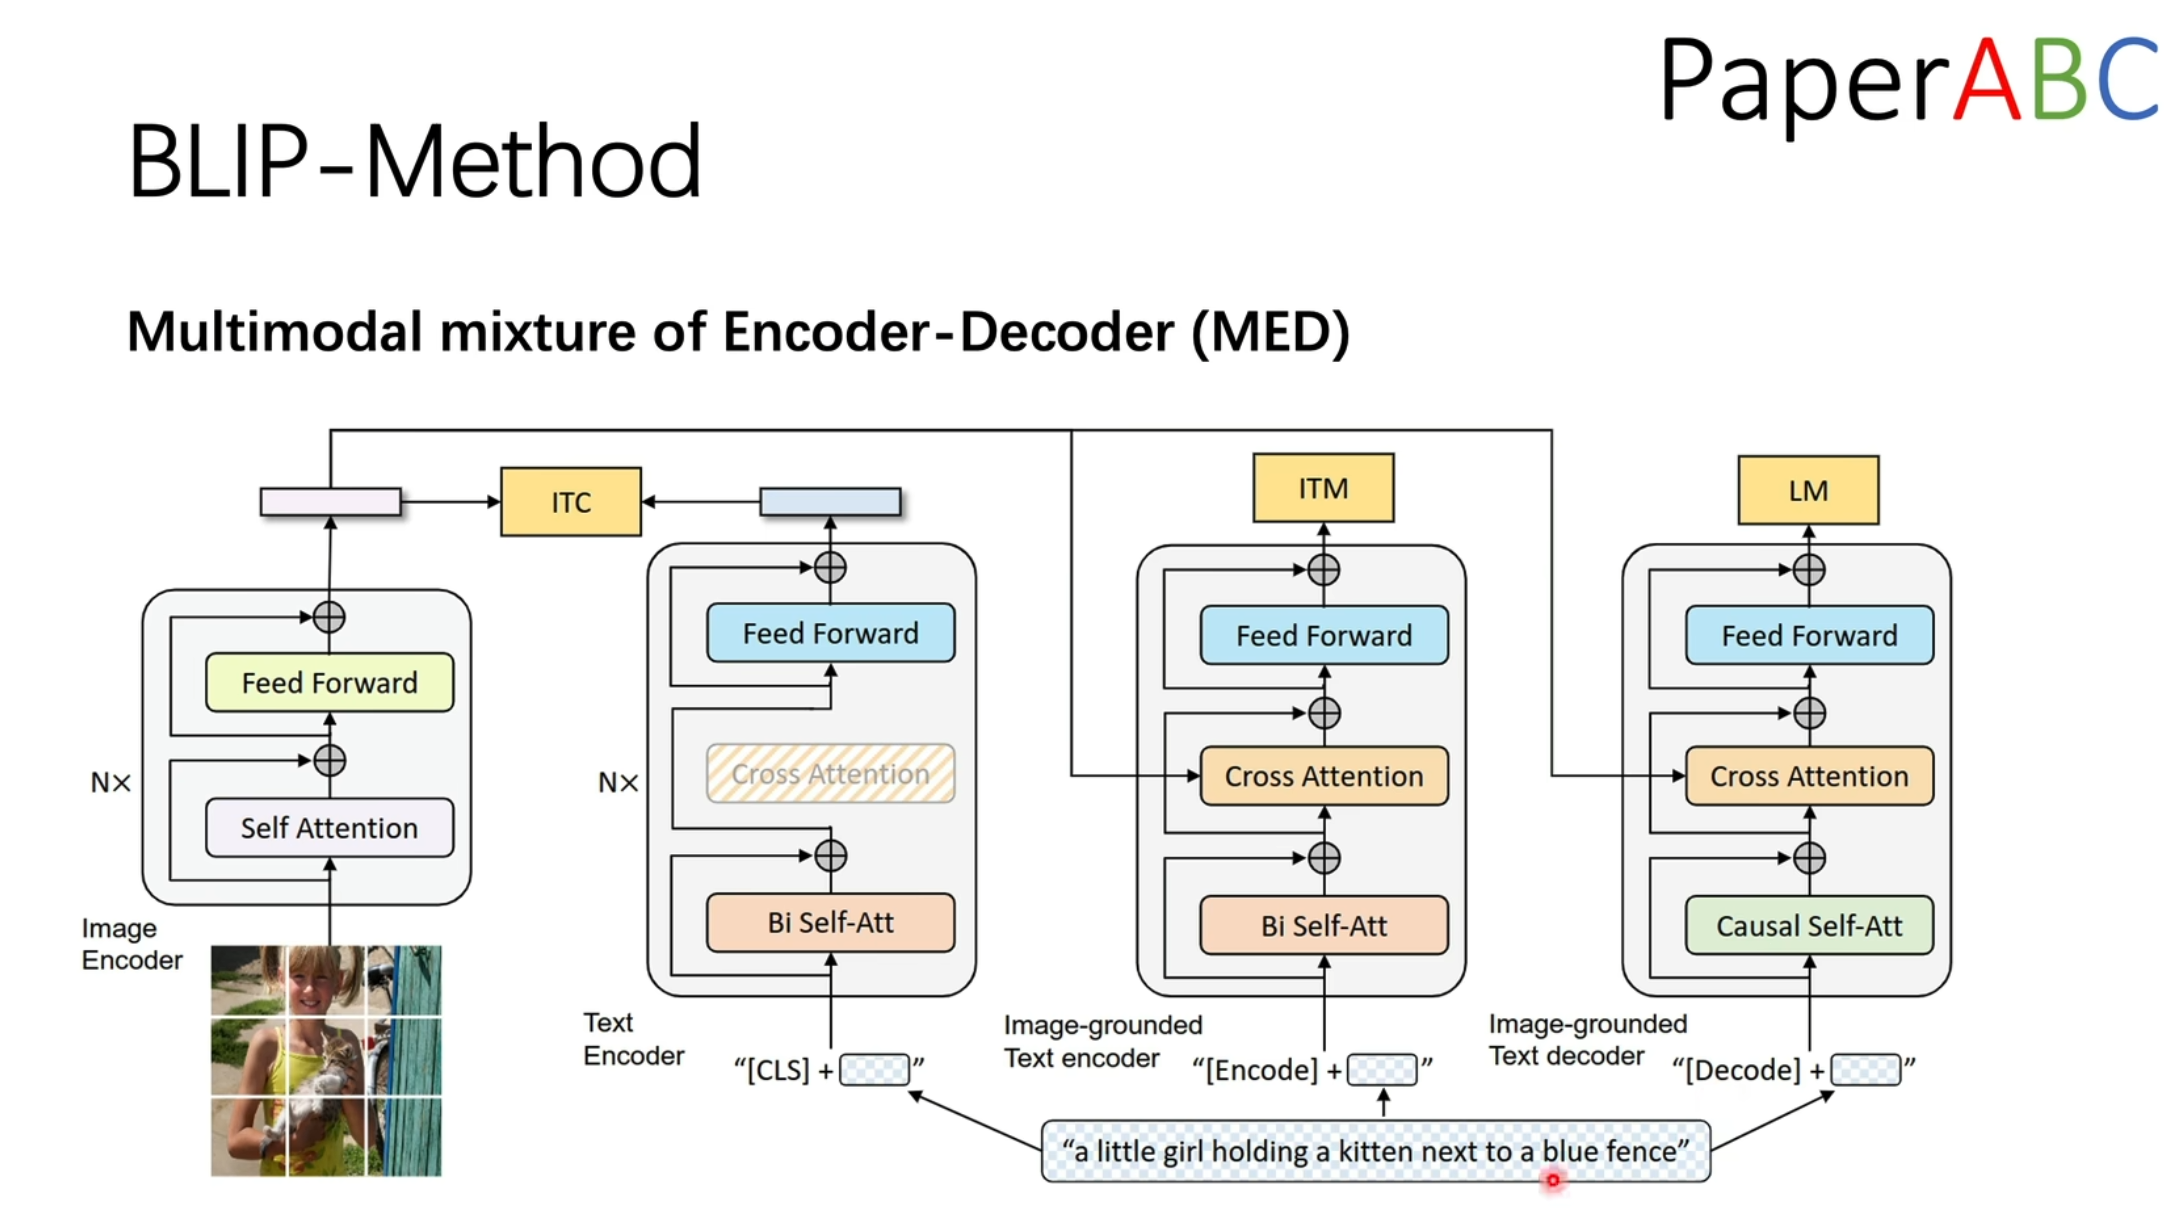 PaperABC
BLIP-Method
Multimodal mixture of Encoder-Decoder (MED)
ITC
ITM
LM
N×
Feed Forward
Self Attention
Image
Encoder
N×
Feed Forward
Cross Attention
Bi Self-Att
Text
Encoder
“[CLS] + ”
Feed Forward
Cross Attention
Bi Self-Att
Image-grounded
Text encoder
“[Encode] + ”
Feed Forward
Cross Attention
Causal Self-Att
Image-grounded
Text decoder
“[Decode] + ”
“a little girl holding a kitten next to a blue fence”